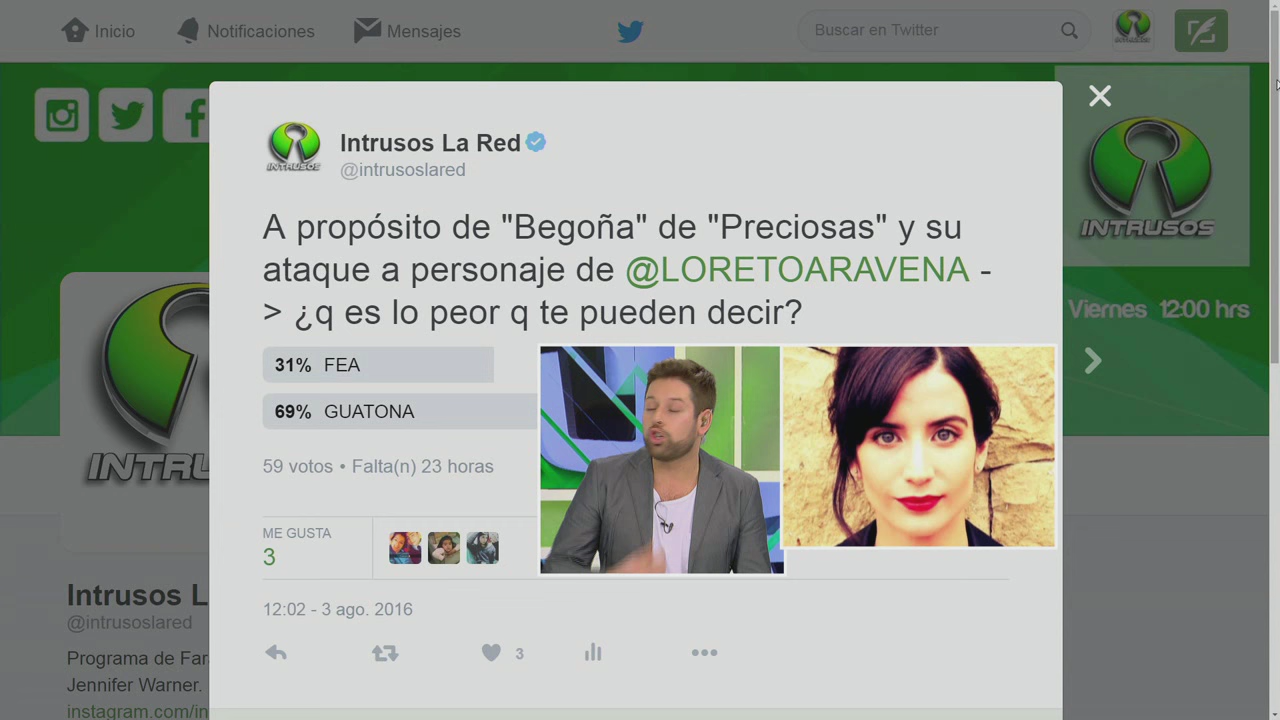 Inicio
Notificaciones
Mensajes
Buscar en Twitter
Intrusos La Red
@intrusoslared
INTRUSOS
A propósito de "Begoña" de "Preciosas" y su
ataque a personaje de @LORETOARAVENA -
> ¿q es lo peor q te pueden decir?
INTRUSOS
Viernes 12:00 hrs
31% FEA
69% GUATONA
59 votos • Falta(n) 23 horas
INTRU
ME GUSTA
3
12:02 - 3 ago. 2016
3
Intrusos L
@intrusoslared
Programa de Fará
Jennifer Warner.
instagram.com/in